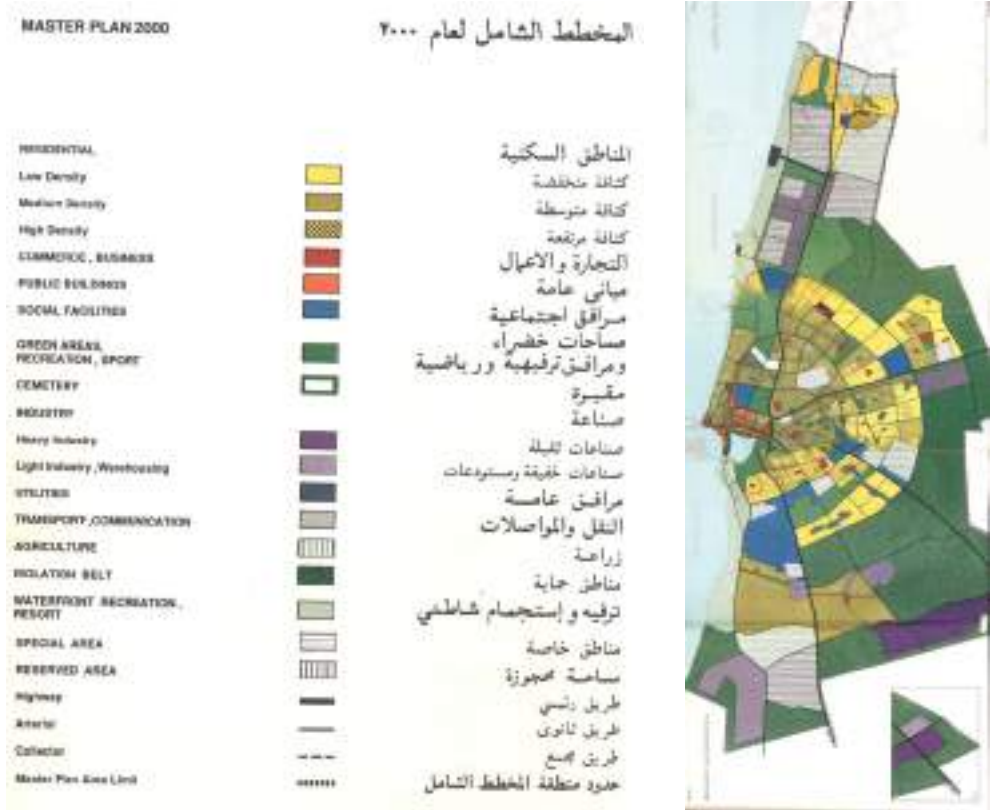 MASTER PLAN 2000 المخطط الشامل لعام ٢٠٠٠
RESIDENTIAL المناطق السكنية
Low Density كثافة منخفضة
Medium Density كثافة متوسطة
High Density كثافة مرتفعة
COMMERCE, BUSINESS التجارة والاعمال
PUBLIC BUILDINGS مباني عامة
SOCIAL FACILITIES مرافق اجتماعية
GREEN AREAS, مساحات خضراء
RECREATION, SPORT ومرافق ترفيهية ورياضية
CEMETERY مقبرة
INDUSTRY صناعة
Heavy Industry صناعات ثقيلة
Light Industry, Warehousing صناعات خفيفة ومستودعات
UTILITIES مرافق عامة
TRANSPORT, COMMUNICATION النقل والمواصلات
AGRICULTURE زراعة
ISOLATION BELT مناطق حماية
WATERFRONT RECREATION, ترفيه و إستجمام شاطئي
RESORT
SPECIAL AREA مناطق خاصة
RESERVED AREA مساحة محجوزة
Highway طريق رئسي
Arterial طريق ثانوى
Collector طريق مجمع
Master Plan Area Limit حدود منطقة المخطط الشامل